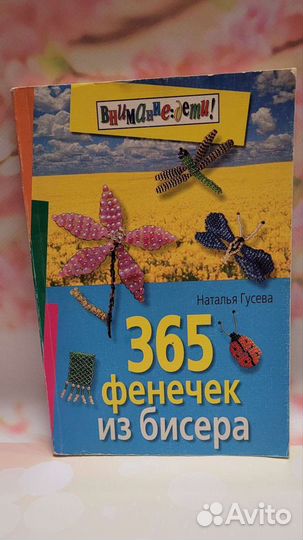 Внимание: дети!
Наталья Гусева
365
фенечек
из бисера
Avito